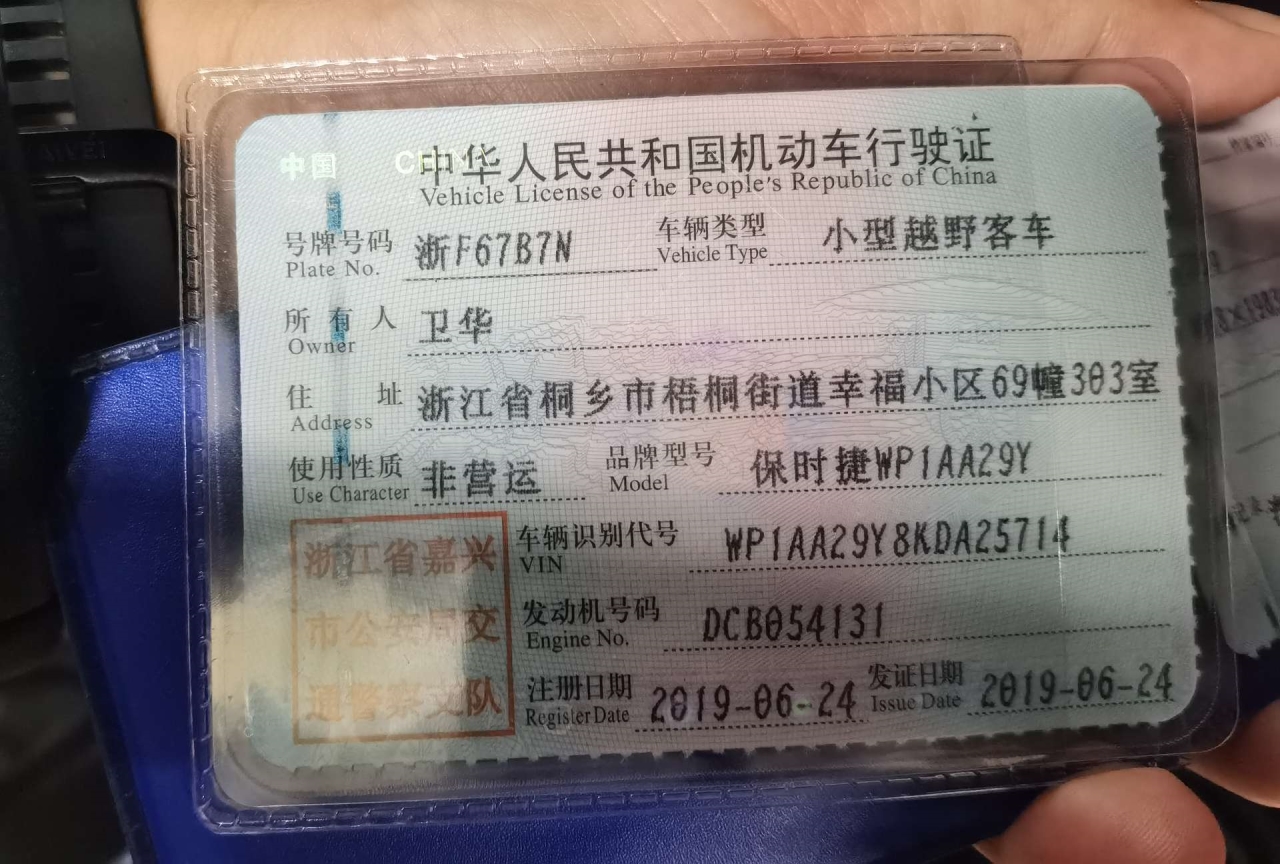 中国 CHINA
中华人民共和国机动车行驶证
Vehicle License of the People's Republic of China
号牌号码 浙F67B7N 车辆类型 小型越野客车
Plate No. Vehicle Type
所有人 卫华
Owner
住址 浙江省桐乡市梧桐街道幸福小区69幢303室
Address
使用性质 非营运 品牌型号 保时捷WP1AA29Y
Use Character Model
浙江省嘉兴
市公安局交
通警察支队
车辆识别代号 WP1AA29Y8KDA25714
VIN
发动机号码 DCB054131
Engine No.
注册日期 2019-06-24 发证日期 2019-06-24
Register Date Issue Date